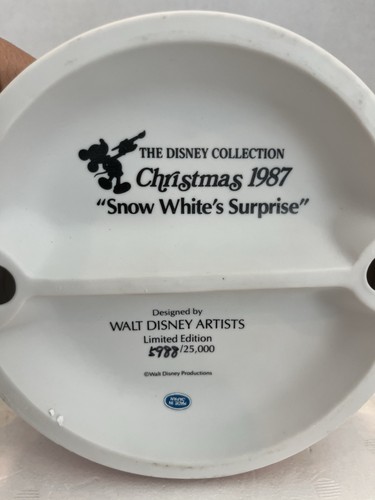 THE DISNEY COLLECTION
Christmas 1987
"Snow White's Surprise"
Designed by
WALT DISNEY ARTISTS
Limited Edition
5988/25,000
©Walt Disney Productions